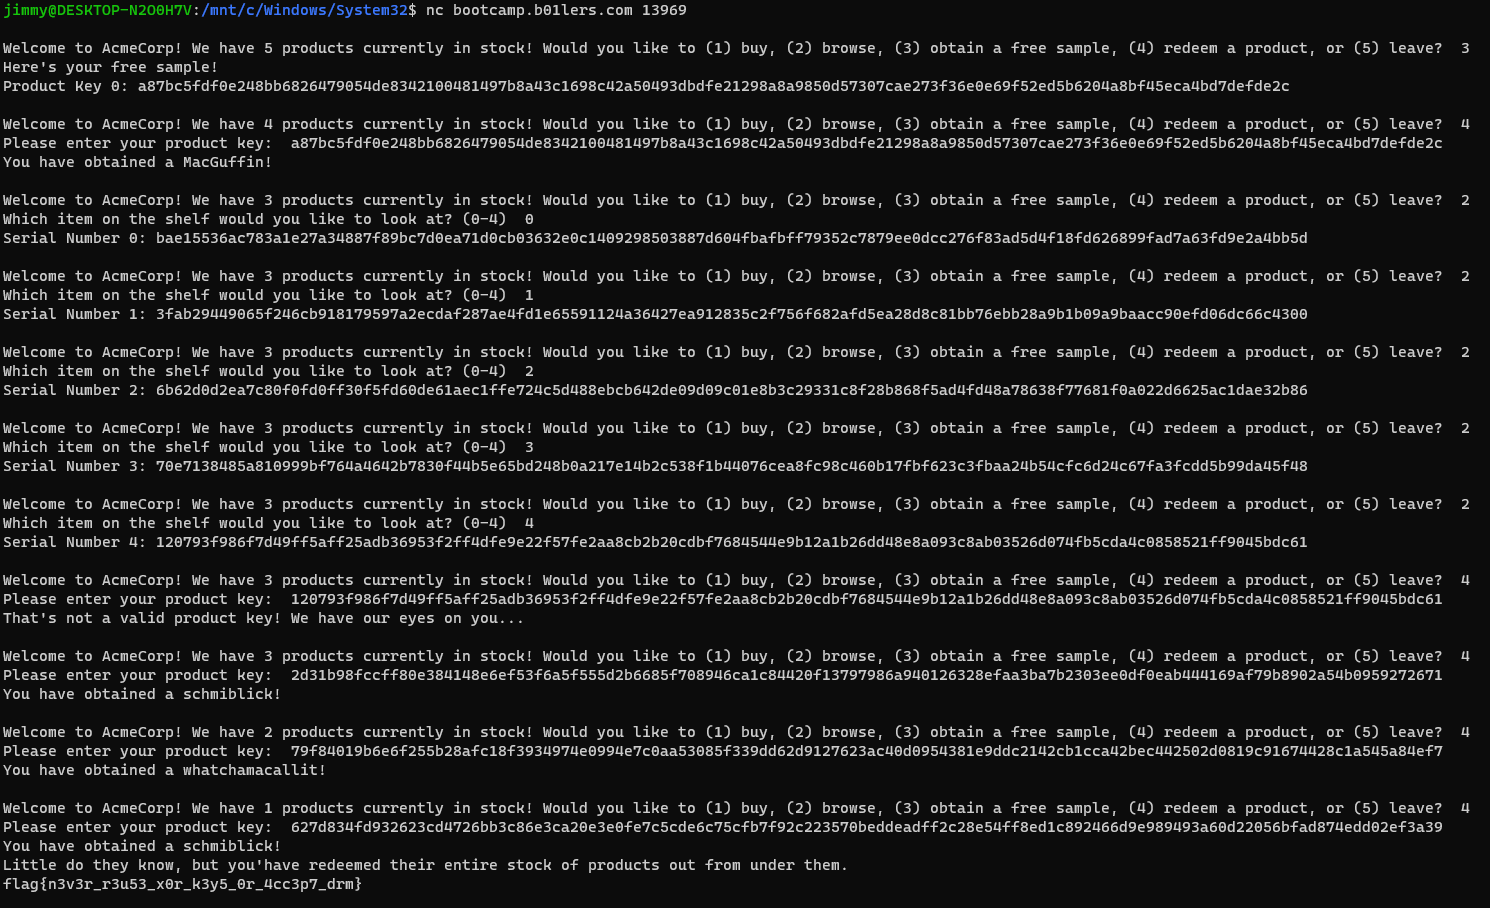 jimmy@DESKTOP-N2O0H7V:/mnt/c/Windows/System32$ nc bootcamp.b01lers.com 13969
Welcome to AcmeCorp! We have 5 products currently in stock! Would you like to (1) buy, (2) browse, (3) obtain a free sample, (4) redeem a product, or (5) leave?  3
Here's your free sample!
Product Key 0: a87bc5fdf0e248bb6826479054de8342100481497b8a43c1698c42a50493dbdfe21298a8a9850d57307cae273f36e0e69f52ed5b6204a8bf45eca4bd7defde2c
Welcome to AcmeCorp! We have 4 products currently in stock! Would you like to (1) buy, (2) browse, (3) obtain a free sample, (4) redeem a product, or (5) leave?  4
Please enter your product key:  a87bc5fdf0e248bb6826479054de8342100481497b8a43c1698c42a50493dbdfe21298a8a9850d57307cae273f36e0e69f52ed5b6204a8bf45eca4bd7defde2c
You have obtained a MacGuffin!
Welcome to AcmeCorp! We have 3 products currently in stock! Would you like to (1) buy, (2) browse, (3) obtain a free sample, (4) redeem a product, or (5) leave?  2
Which item on the shelf would you like to look at? (0-4)  0
Serial Number 0: bae15536ac783a1e27a34887f89bc7d0ea71d0cb03632e0c1409298503887d604fbafbff79352c7879ee0dcc276f83ad5d4f18fd626899fad7a63fd9e2a4bb5d
Welcome to AcmeCorp! We have 3 products currently in stock! Would you like to (1) buy, (2) browse, (3) obtain a free sample, (4) redeem a product, or (5) leave?  2
Which item on the shelf would you like to look at? (0-4)  1
Serial Number 1: 3fab29449065f246cb918179597a2ecdaf287ae4fd1e65591124a36427ea912835c2f756f682afd5ea28d8c81bb76ebb28a9b1b09a9baacc90efd06dc66c4300
Welcome to AcmeCorp! We have 3 products currently in stock! Would you like to (1) buy, (2) browse, (3) obtain a free sample, (4) redeem a product, or (5) leave?  2
Which item on the shelf would you like to look at? (0-4)  2
Serial Number 2: 6b62d0d2ea7c80f0fd0ff30f5fd60de61aec1ffe724c5d488ebcb642de09d09c01e8b3c29331c8f28b868f5ad4fd48a78638f77681f0a022d6625ac1dae32b86
Welcome to AcmeCorp! We have 3 products currently in stock! Would you like to (1) buy, (2) browse, (3) obtain a free sample, (4) redeem a product, or (5) leave?  2
Which item on the shelf would you like to look at? (0-4)  3
Serial Number 3: 70e7138485a810999bf764a4642b7830f44b5e65bd248b0a217e14b2c538f1b44076cea8fc98c460b17fbf623c3fbaa24b54cfc6d24c67fa3fcdd5b99da45f48
Welcome to AcmeCorp! We have 3 products currently in stock! Would you like to (1) buy, (2) browse, (3) obtain a free sample, (4) redeem a product, or (5) leave?  2
Which item on the shelf would you like to look at? (0-4)  4
Serial Number 4: 120793f986f7d49ff5aff25adb36953f2ff4dfe9e22f57fe2aa8cb2b20cdbf7684544e9b12a1b26dd48e8a093c8ab03526d074fb5cda4c0858521ff9045bdc61
Welcome to AcmeCorp! We have 3 products currently in stock! Would you like to (1) buy, (2) browse, (3) obtain a free sample, (4) redeem a product, or (5) leave?  4
Please enter your product key:  120793f986f7d49ff5aff25adb36953f2ff4dfe9e22f57fe2aa8cb2b20cdbf7684544e9b12a1b26dd48e8a093c8ab03526d074fb5cda4c0858521ff9045bdc61
That's not a valid product key! We have our eyes on you...
Welcome to AcmeCorp! We have 3 products currently in stock! Would you like to (1) buy, (2) browse, (3) obtain a free sample, (4) redeem a product, or (5) leave?  4
Please enter your product key:  2d31b98fccff80e384148e6ef53f6a5f555d2b6685f708946ca1c84420f13797986a940126328efaa3ba7b2303ee0df0eab444169af79b8902a54b0959272671
You have obtained a schmiblick!
Welcome to AcmeCorp! We have 2 products currently in stock! Would you like to (1) buy, (2) browse, (3) obtain a free sample, (4) redeem a product, or (5) leave?  4
Please enter your product key:  79f84019b6e6f255b28afc18f3934974e0994e7c0aa53085f339dd62d9127623ac40d0954381e9ddc2142cb1cca42bec442502d0819c91674428c1a545a84ef7
You have obtained a whatchamacallit!
Welcome to AcmeCorp! We have 1 products currently in stock! Would you like to (1) buy, (2) browse, (3) obtain a free sample, (4) redeem a product, or (5) leave?  4
Please enter your product key:  627d834fd932623cd4726bb3c86e3ca20e3e0fe7c5cde6c75cfb7f92c223570beddeadff2c28e54ff8ed1c892466d9e989493a60d22056bfad874edd02ef3a39
You have obtained a schmiblick!
Little do they know, but you'have redeemed their entire stock of products out from under them.
flag{n3v3r_r3u53_x0r_k3y5_0r_4cc3p7_drm}